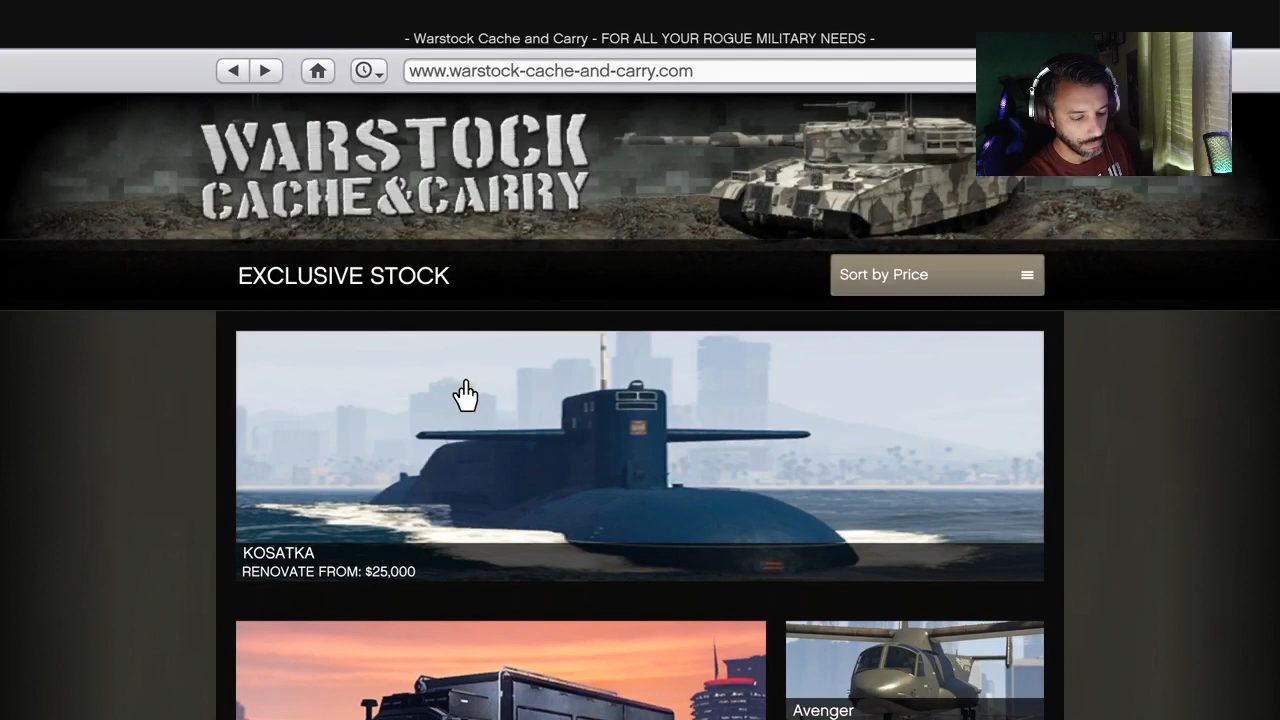 - Warstock Cache and Carry - FOR ALL YOUR ROGUE MILITARY NEEDS -
www.warstock-cache-and-carry.com
WARSTOCK
CACHE&CARRY
EXCLUSIVE STOCK
Sort by Price
KOSATKA
RENOVATE FROM: $25,000
Avenger